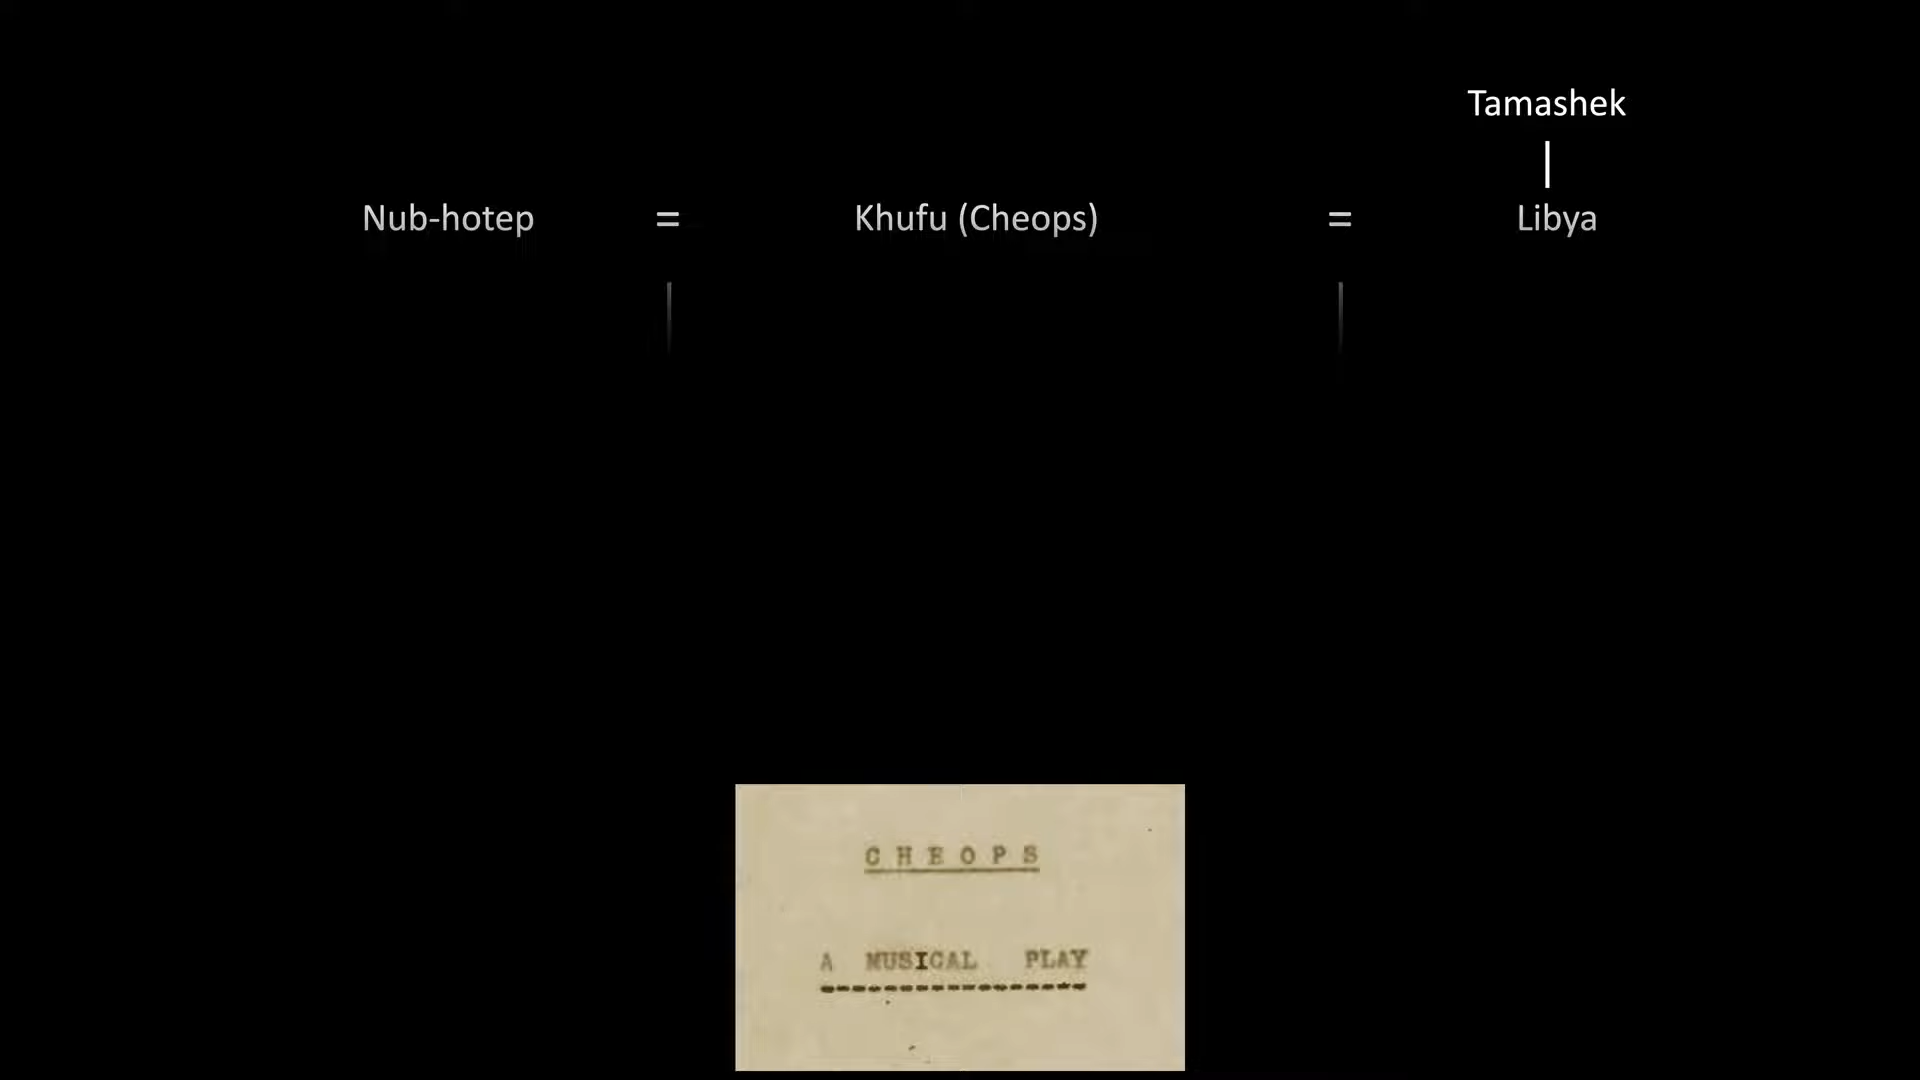 Tamashek
Nub-hotep = Khufu (Cheops) = Libya
CHEOPS
A MUSICAL PLAY